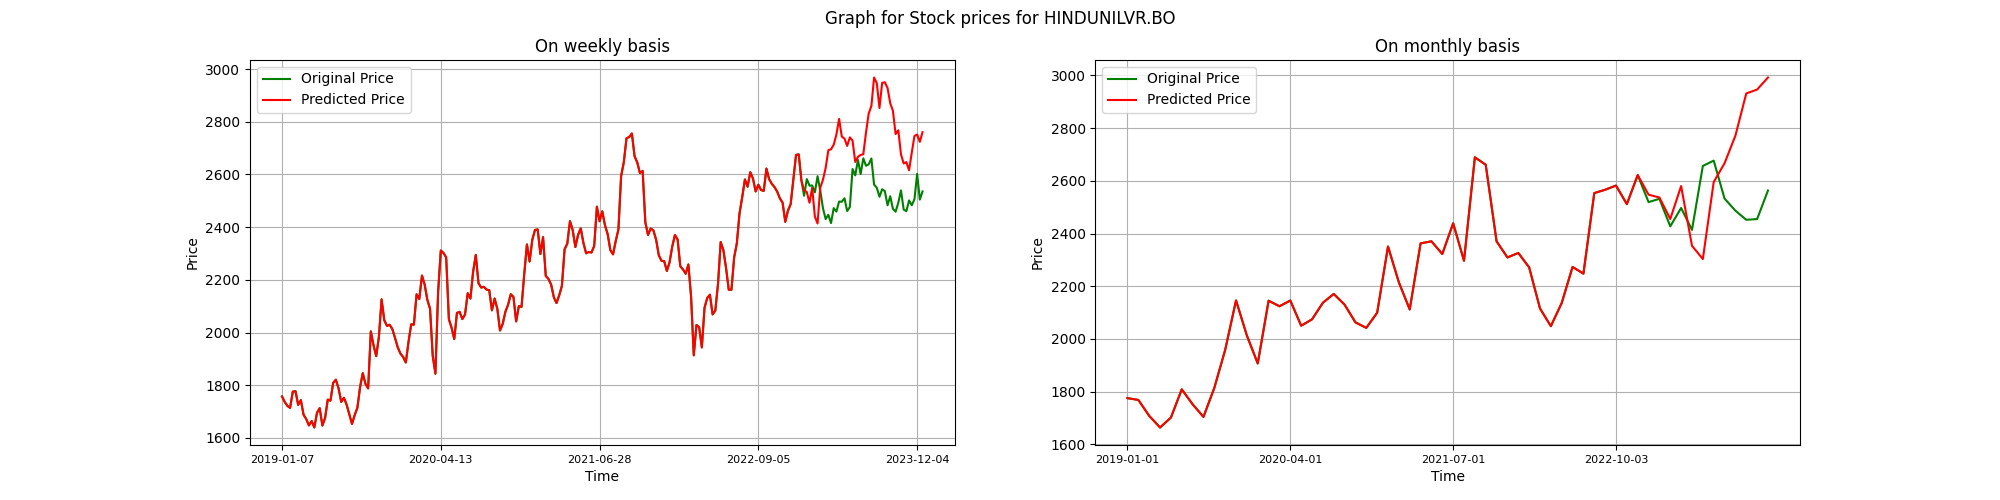 Graph for Stock prices for HINDUNILVR.BO
On weekly basis
Original Price
Predicted Price
Price
3000
2800
2600
2400
2200
2000
1800
1600
2019-01-07
2020-04-13
2021-06-28
2022-09-05
2023-12-04
Time
On monthly basis
Original Price
Predicted Price
Price
3000
2800
2600
2400
2200
2000
1800
1600
2019-01-01
2020-04-01
2021-07-01
2022-10-03
Time